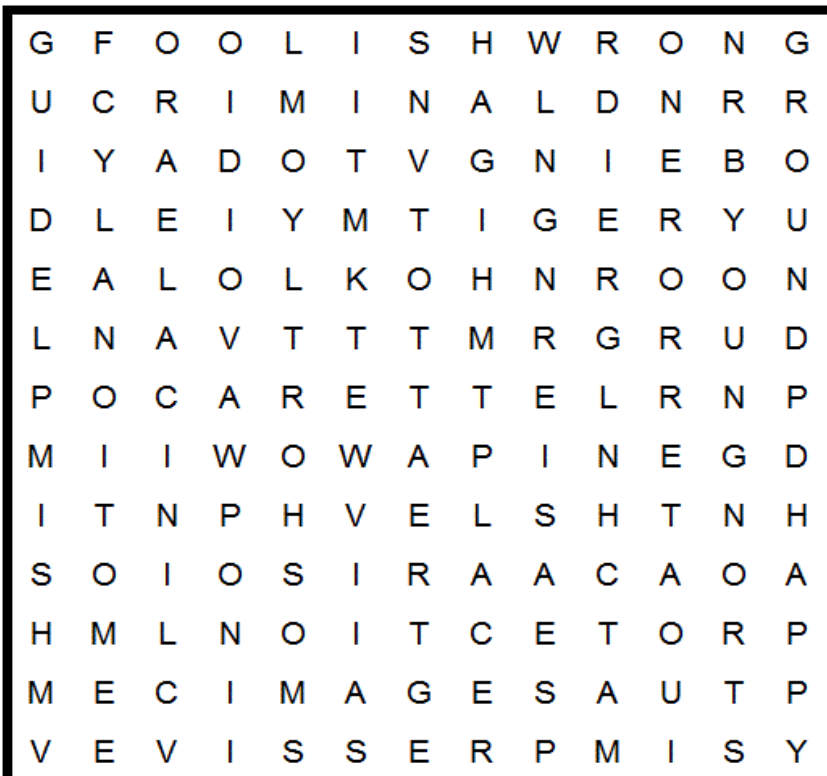 G F O O L I S H W R O N G
U C R I M I N A L D N R R
I Y A D O T V G N I E B O
D L E I Y M T I G E R Y U
E A L O L K O H N R O O N
L N A V T T T M R G R U D
P O C A R E T T E L R N P
M I I W O W A P I N E G D
I T N P H V E L S H T N H
S O I O S I R A A C A O A
H M L N O I T C E T O R P
M E C I M A G E S A U T P
V E V I S S E R P M I S Y